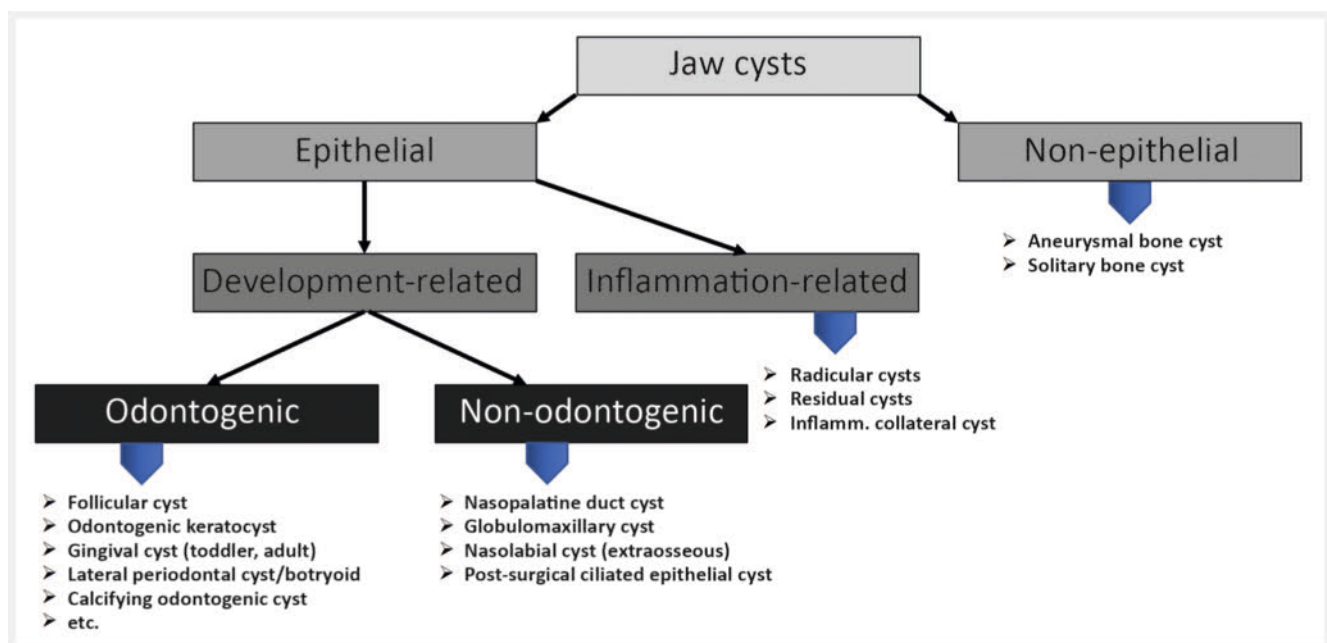 Jaw cysts
Epithelial
Non-epithelial
➢ Aneurysmal bone cyst
➢ Solitary bone cyst
Development-related
Inflammation-related
➢ Radicular cysts
➢ Residual cysts
➢ Inflamm. collateral cyst
Odontogenic
➢ Follicular cyst
➢ Odontogenic keratocyst
➢ Gingival cyst (toddler, adult)
➢ Lateral periodontal cyst/botryoid
➢ Calcifying odontogenic cyst
➢ etc.
Non-odontogenic
➢ Nasopalatine duct cyst
➢ Globulomaxillary cyst
➢ Nasolabial cyst (extraosseous)
➢ Post-surgical ciliated epithelial cyst